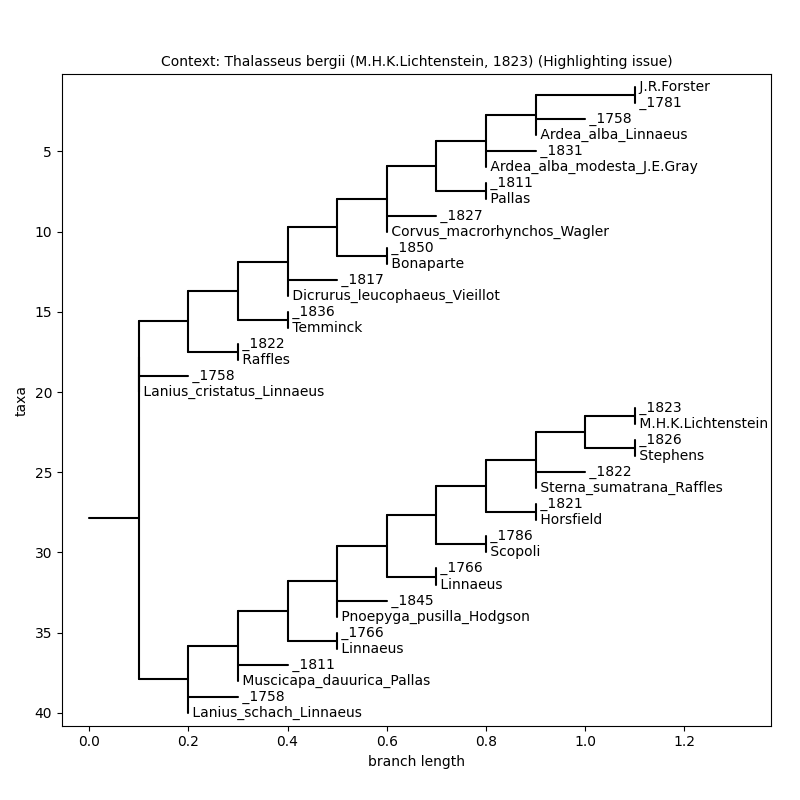 Context: Thalasseus bergii (M.H.K.Lichtenstein, 1823) (Highlighting issue)
J.R.Forster
_1781
_1758
Ardea_alba_Linnaeus
_1831
Ardea_alba_modesta_J.E.Gray
_1811
Pallas
_1827
Corvus_macrorhynchos_Wagler
_1850
Bonaparte
_1817
Dicrurus_leucophaeus_Vieillot
_1836
Temminck
_1822
Raffles
_1758
Lanius_cristatus_Linnaeus
_1823
M.H.K.Lichtenstein
_1826
Stephens
_1822
Sterna_sumatrana_Raffles
_1821
Horsfield
_1786
Scopoli
_1766
Linnaeus
_1845
Pnoepyga_pusilla_Hodgson
_1766
Linnaeus
_1811
Muscicapa_dauurica_Pallas
_1758
Lanius_schach_Linnaeus
5
10
15
20
25
30
35
40
taxa
0.0 0.2 0.4 0.6 0.8 1.0 1.2
branch length